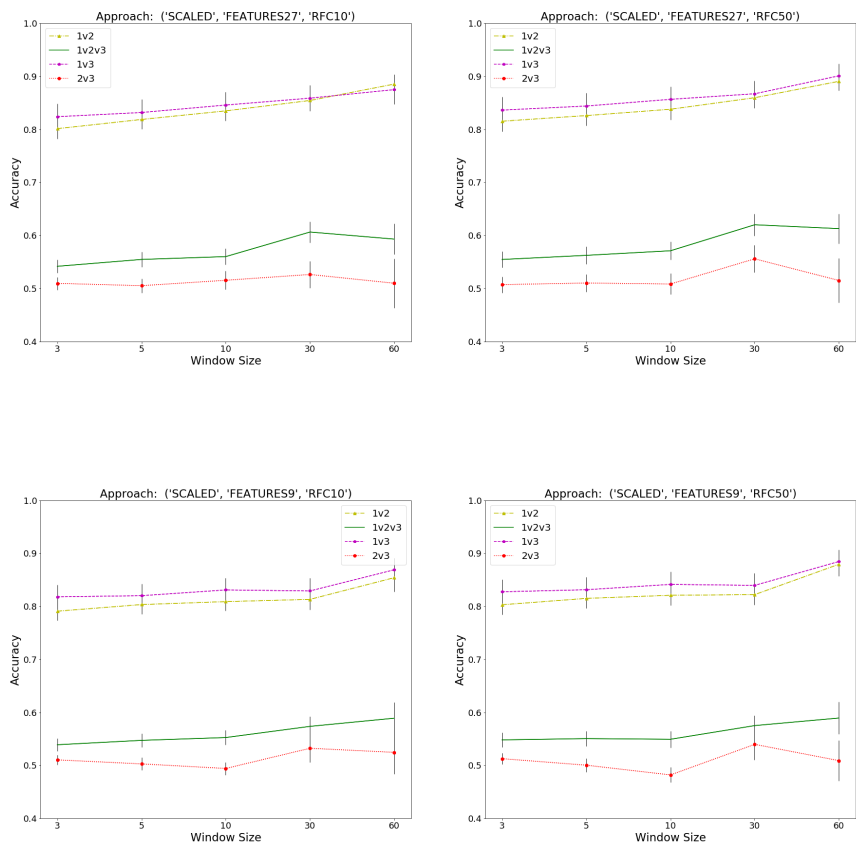 Approach:  ('SCALED', 'FEATURES27', 'RFC10')
1.0
0.9
0.8
0.7
0.6
0.5
0.4
Accuracy
1v2
1v2v3
1v3
2v3
3 5 10 30 60
Window Size
Approach:  ('SCALED', 'FEATURES27', 'RFC50')
1.0
0.9
0.8
0.7
0.6
0.5
0.4
Accuracy
1v2
1v2v3
1v3
2v3
3 5 10 30 60
Window Size
Approach:  ('SCALED', 'FEATURES9', 'RFC10')
1.0
0.9
0.8
0.7
0.6
0.5
0.4
Accuracy
1v2
1v2v3
1v3
2v3
3 5 10 30 60
Window Size
Approach:  ('SCALED', 'FEATURES9', 'RFC50')
1.0
0.9
0.8
0.7
0.6
0.5
0.4
Accuracy
1v2
1v2v3
1v3
2v3
3 5 10 30 60
Window Size